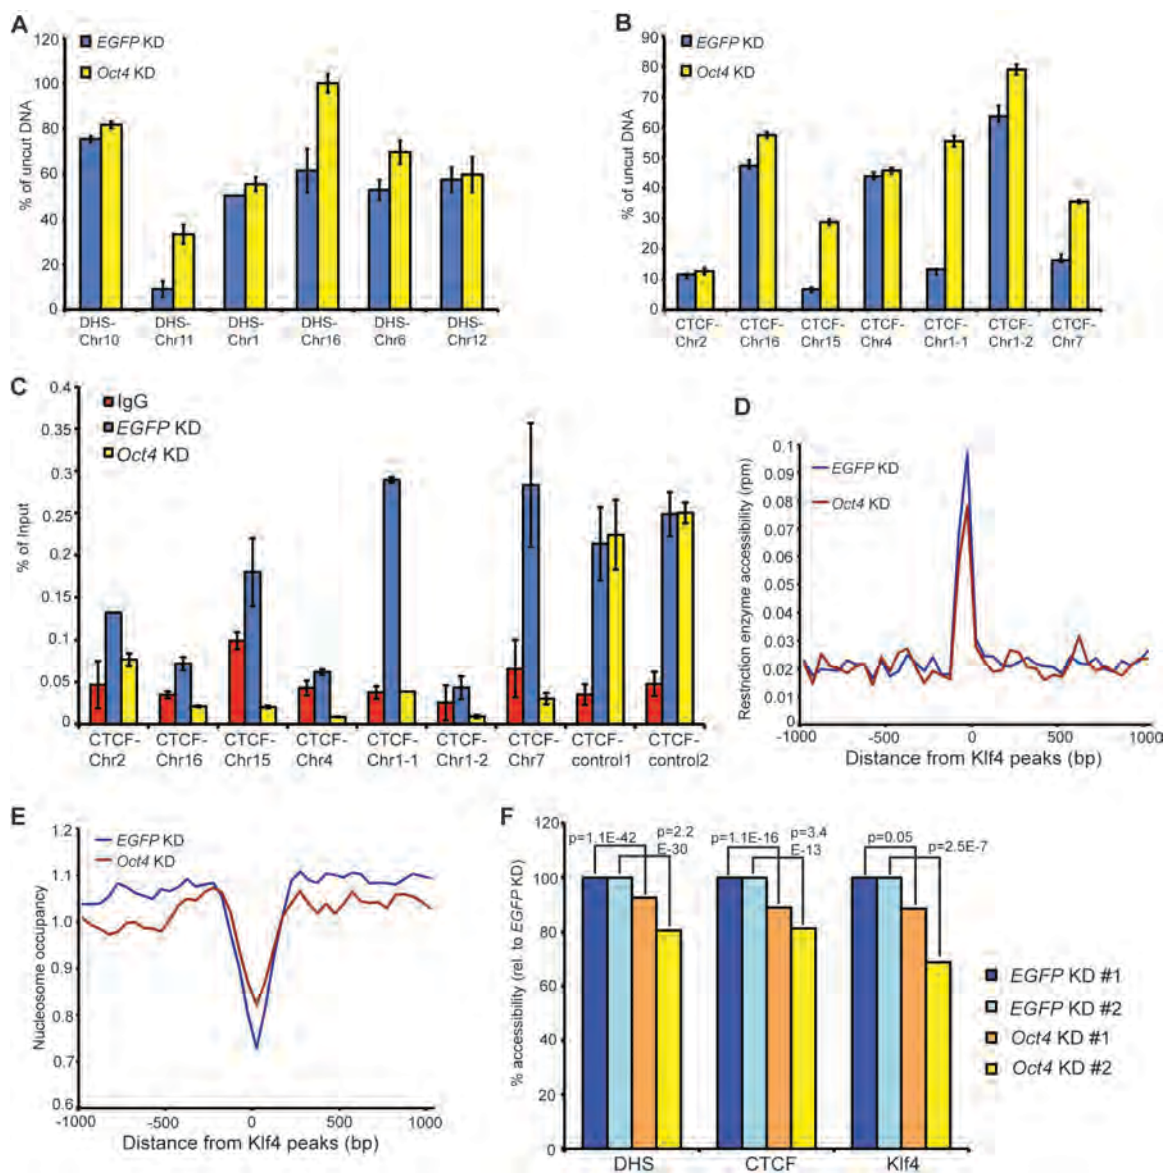 A
120
100
80
60
40
20
0
% of uncut DNA
EGFP KD
Oct4 KD
DHS-
Chr10
DHS-
Chr11
DHS-
Chr1
DHS-
Chr16
DHS-
Chr6
DHS-
Chr12
B
90
80
70
60
50
40
30
20
10
0
% of uncut DNA
EGFP KD
Oct4 KD
CTCF-
Chr2
CTCF-
Chr16
CTCF-
Chr15
CTCF-
Chr4
CTCF-
Chr1-1
CTCF-
Chr1-2
CTCF-
Chr7
C
0.4
0.35
0.3
0.25
0.2
0.15
0.1
0.05
0
% of Input
IgG
EGFP KD
Oct4 KD
CTCF-
Chr2
CTCF-
Chr16
CTCF-
Chr15
CTCF-
Chr4
CTCF-
Chr1-1
CTCF-
Chr1-2
CTCF-
Chr7
CTCF-
control1
CTCF-
control2
D
0.1
0.09
0.08
0.07
0.06
0.05
0.04
0.03
0.02
0.01
0
Restriction enzyme accessibility (rpm)
EGFP KD
Oct4 KD
-1000
-500
0
500
1000
Distance from Klf4 peaks (bp)
E
1.2
1.1
1.0
0.9
0.8
0.7
0.6
Nucleosome occupancy
EGFP KD
Oct4 KD
-1000
-500
0
500
1000
Distance from Klf4 peaks (bp)
F
120
100
80
60
40
20
0
% accessibility (rel. to EGFP KD)
p=1.1E-42
p=2.2
E-30
p=1.1E-16
p=3.4
E-13
p=0.05
p=2.5E-7
DHS
CTCF
Klf4
EGFP KD #1
EGFP KD #2
Oct4 KD #1
Oct4 KD #2